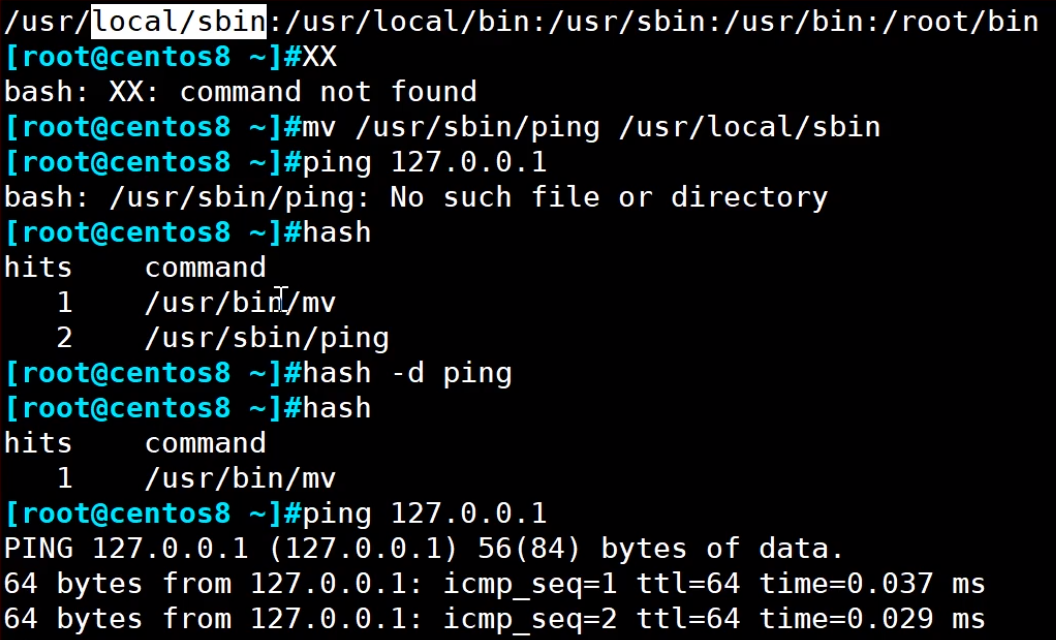 /usr/local/sbin:/usr/local/bin:/usr/sbin:/usr/bin:/root/bin
[root@centos8 ~]#XX
bash: XX: command not found
[root@centos8 ~]#mv /usr/sbin/ping /usr/local/sbin
[root@centos8 ~]#ping 127.0.0.1
bash: /usr/sbin/ping: No such file or directory
[root@centos8 ~]#hash
hits    command
   1    /usr/bin/mv
   2    /usr/sbin/ping
[root@centos8 ~]#hash -d ping
[root@centos8 ~]#hash
hits    command
   1    /usr/bin/mv
[root@centos8 ~]#ping 127.0.0.1
PING 127.0.0.1 (127.0.0.1) 56(84) bytes of data.
64 bytes from 127.0.0.1: icmp_seq=1 ttl=64 time=0.037 ms
64 bytes from 127.0.0.1: icmp_seq=2 ttl=64 time=0.029 ms